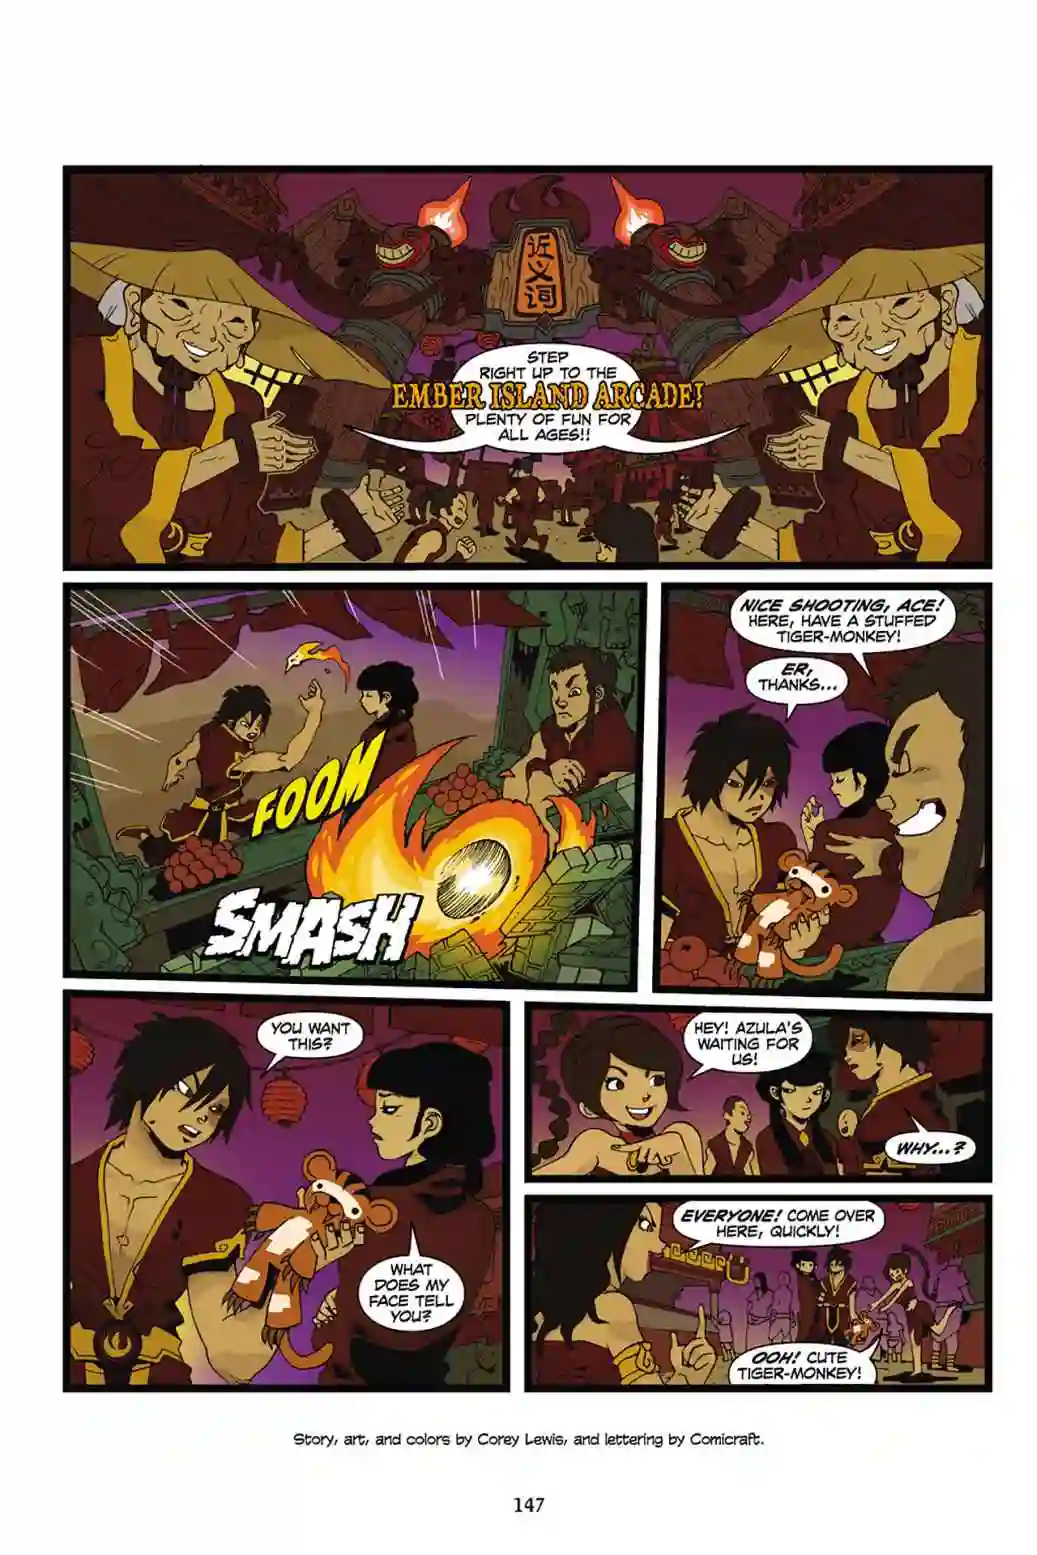 近
义
词
STEP
RIGHT UP TO THE
EMBER ISLAND ARCADE!
PLENTY OF FUN FOR
ALL AGES!!
FOOM
SMASH
NICE SHOOTING, ACE!
HERE, HAVE A STUFFED
TIGER-MONKEY!
ER,
THANKS...
YOU WANT
THIS?
WHAT
DOES MY
FACE TELL
YOU?
HEY! AZULA'S
WAITING FOR
US!
WHY...?
EVERYONE! COME OVER
HERE, QUICKLY!
OOH! CUTE
TIGER-MONKEY!
Story, art, and colors by Corey Lewis, and lettering by Comicraft.
147